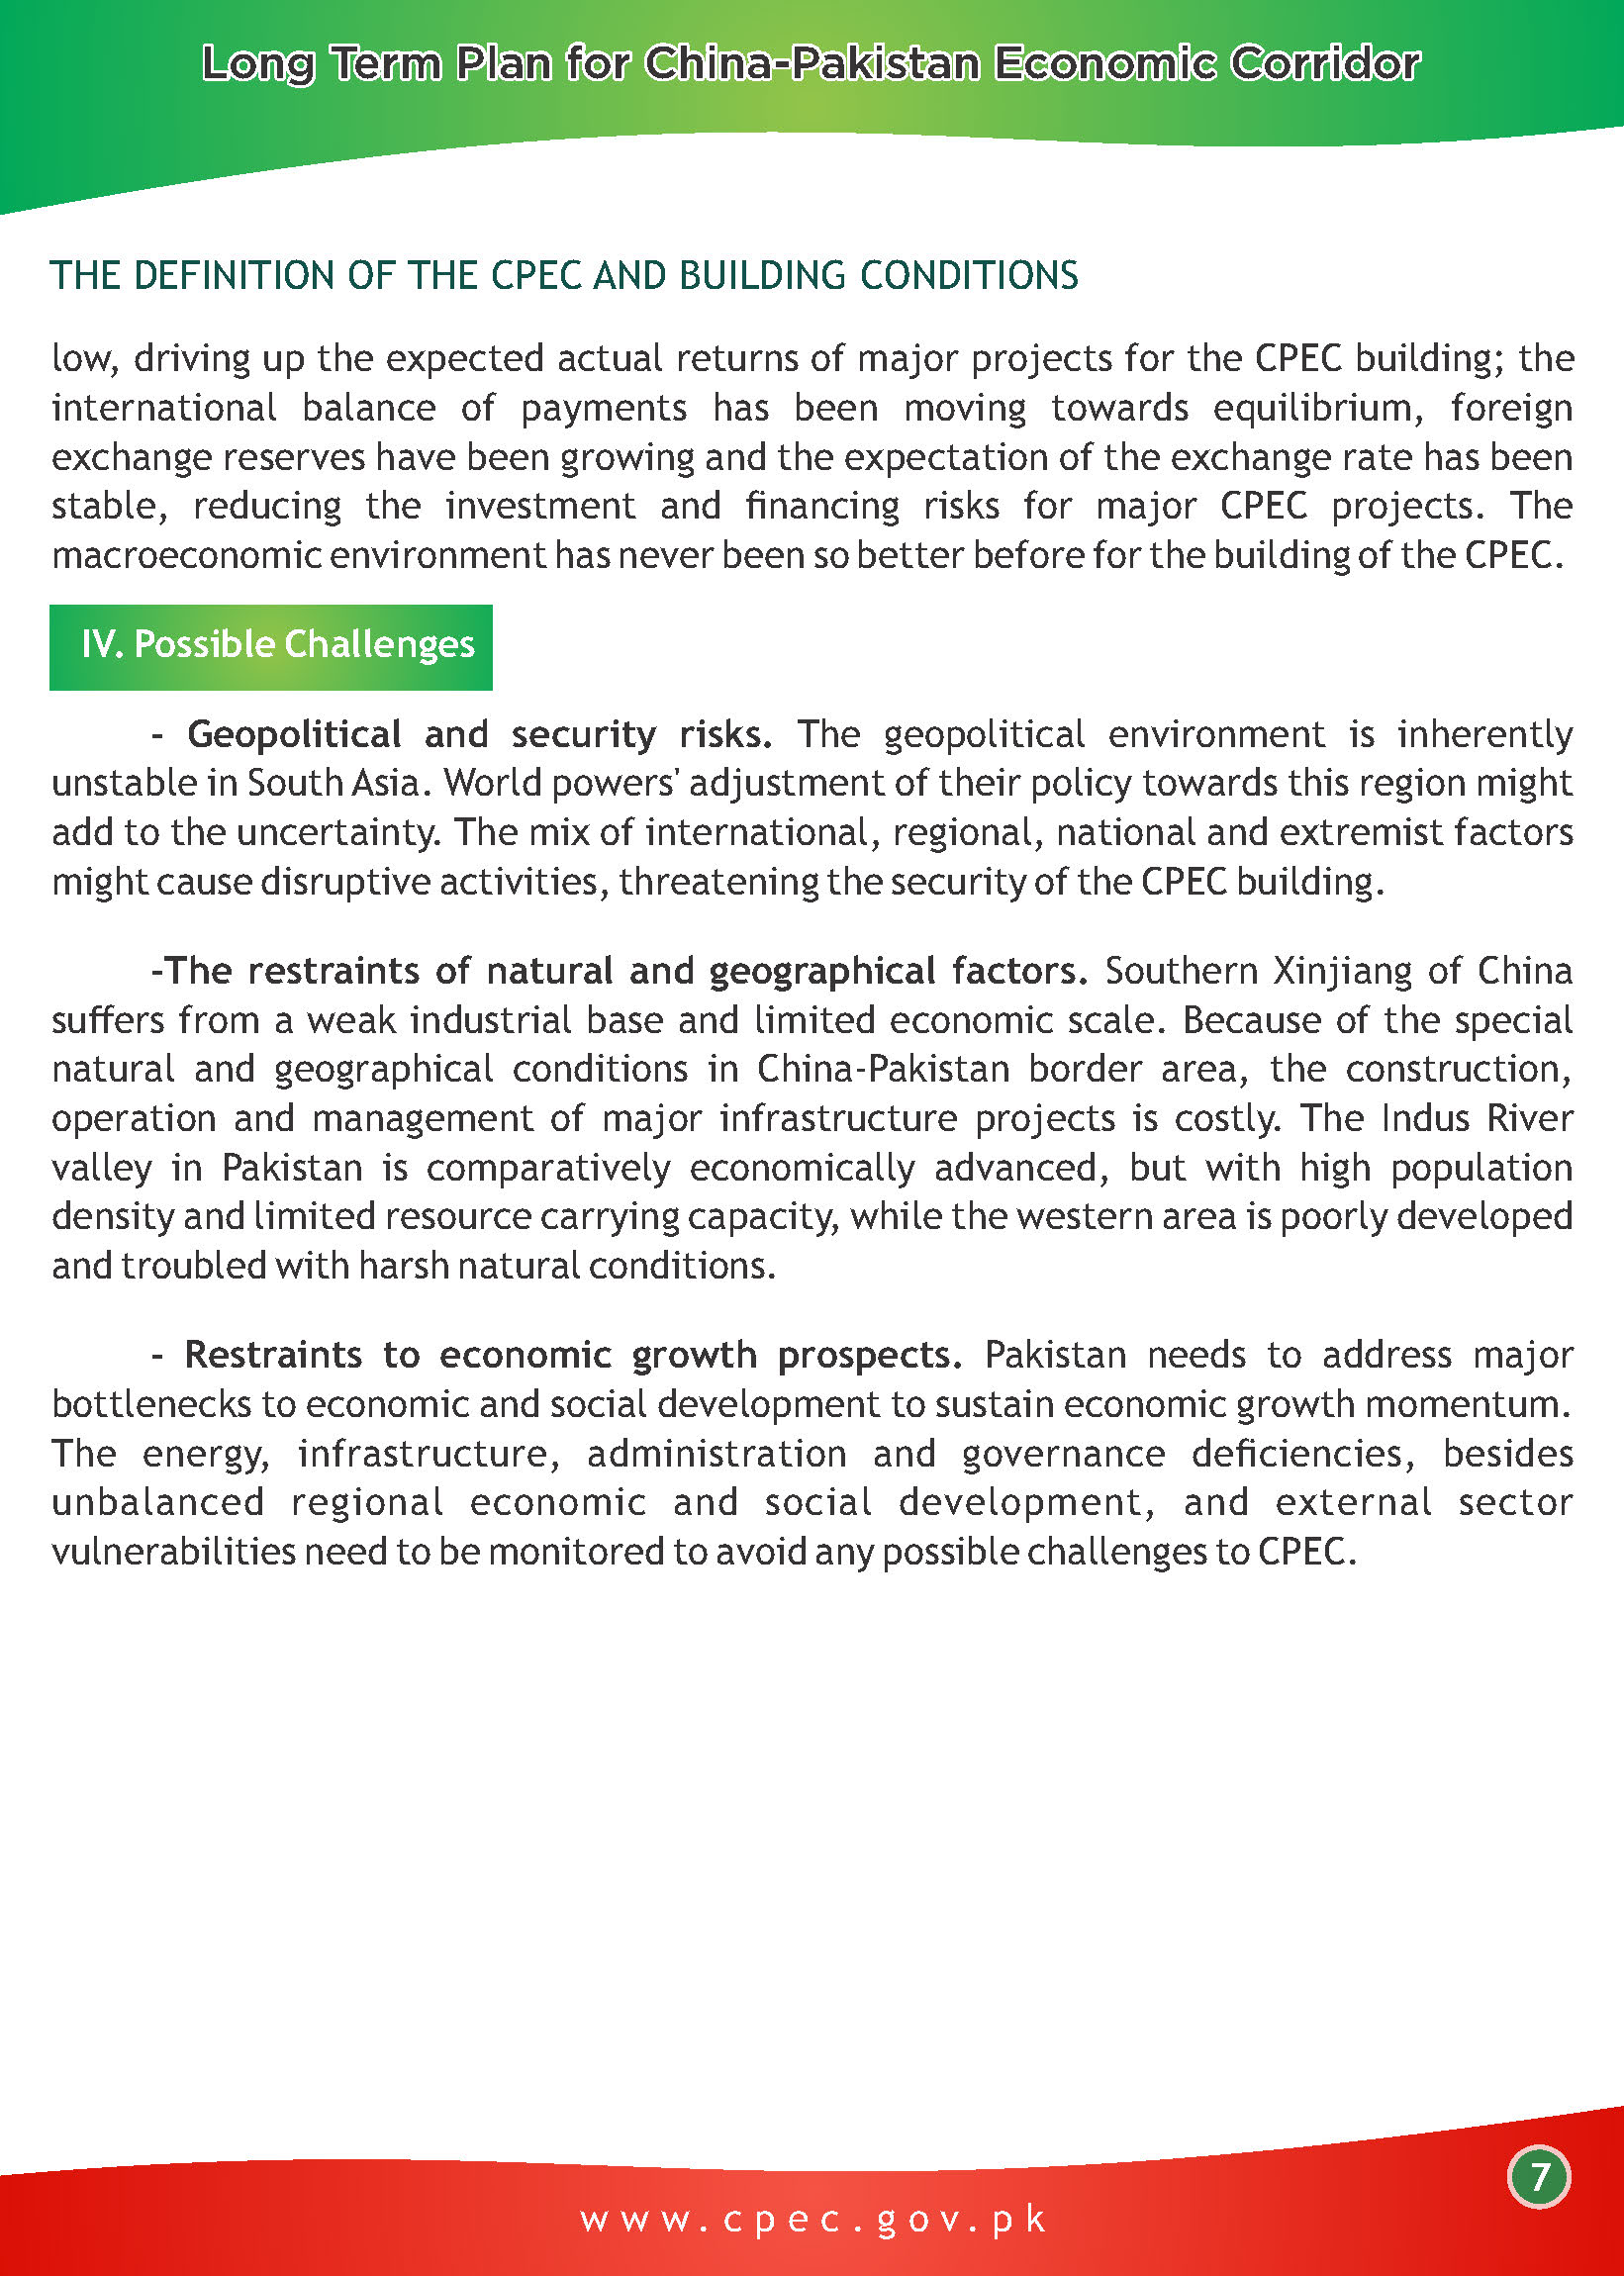 Long Term Plan for China-Pakistan Economic Corridor
THE DEFINITION OF THE CPEC AND BUILDING CONDITIONS
low, driving up the expected actual returns of major projects for the CPEC building; the
international balance of payments has been moving towards equilibrium, foreign
exchange reserves have been growing and the expectation of the exchange rate has been
stable, reducing the investment and financing risks for major CPEC projects. The
macroeconomic environment has never been so better before for the building of the CPEC.
IV. Possible Challenges
- Geopolitical and security risks. The geopolitical environment is inherently
unstable in South Asia. World powers' adjustment of their policy towards this region might
add to the uncertainty. The mix of international, regional, national and extremist factors
might cause disruptive activities, threatening the security of the CPEC building.
-The restraints of natural and geographical factors. Southern Xinjiang of China
suffers from a weak industrial base and limited economic scale. Because of the special
natural and geographical conditions in China-Pakistan border area, the construction,
operation and management of major infrastructure projects is costly. The Indus River
valley in Pakistan is comparatively economically advanced, but with high population
density and limited resource carrying capacity, while the western area is poorly developed
and troubled with harsh natural conditions.
- Restraints to economic growth prospects. Pakistan needs to address major
bottlenecks to economic and social development to sustain economic growth momentum.
The energy, infrastructure, administration and governance deficiencies, besides
unbalanced regional economic and social development, and external sector
vulnerabilities need to be monitored to avoid any possible challenges to CPEC.
7
www.cpec.gov.pk